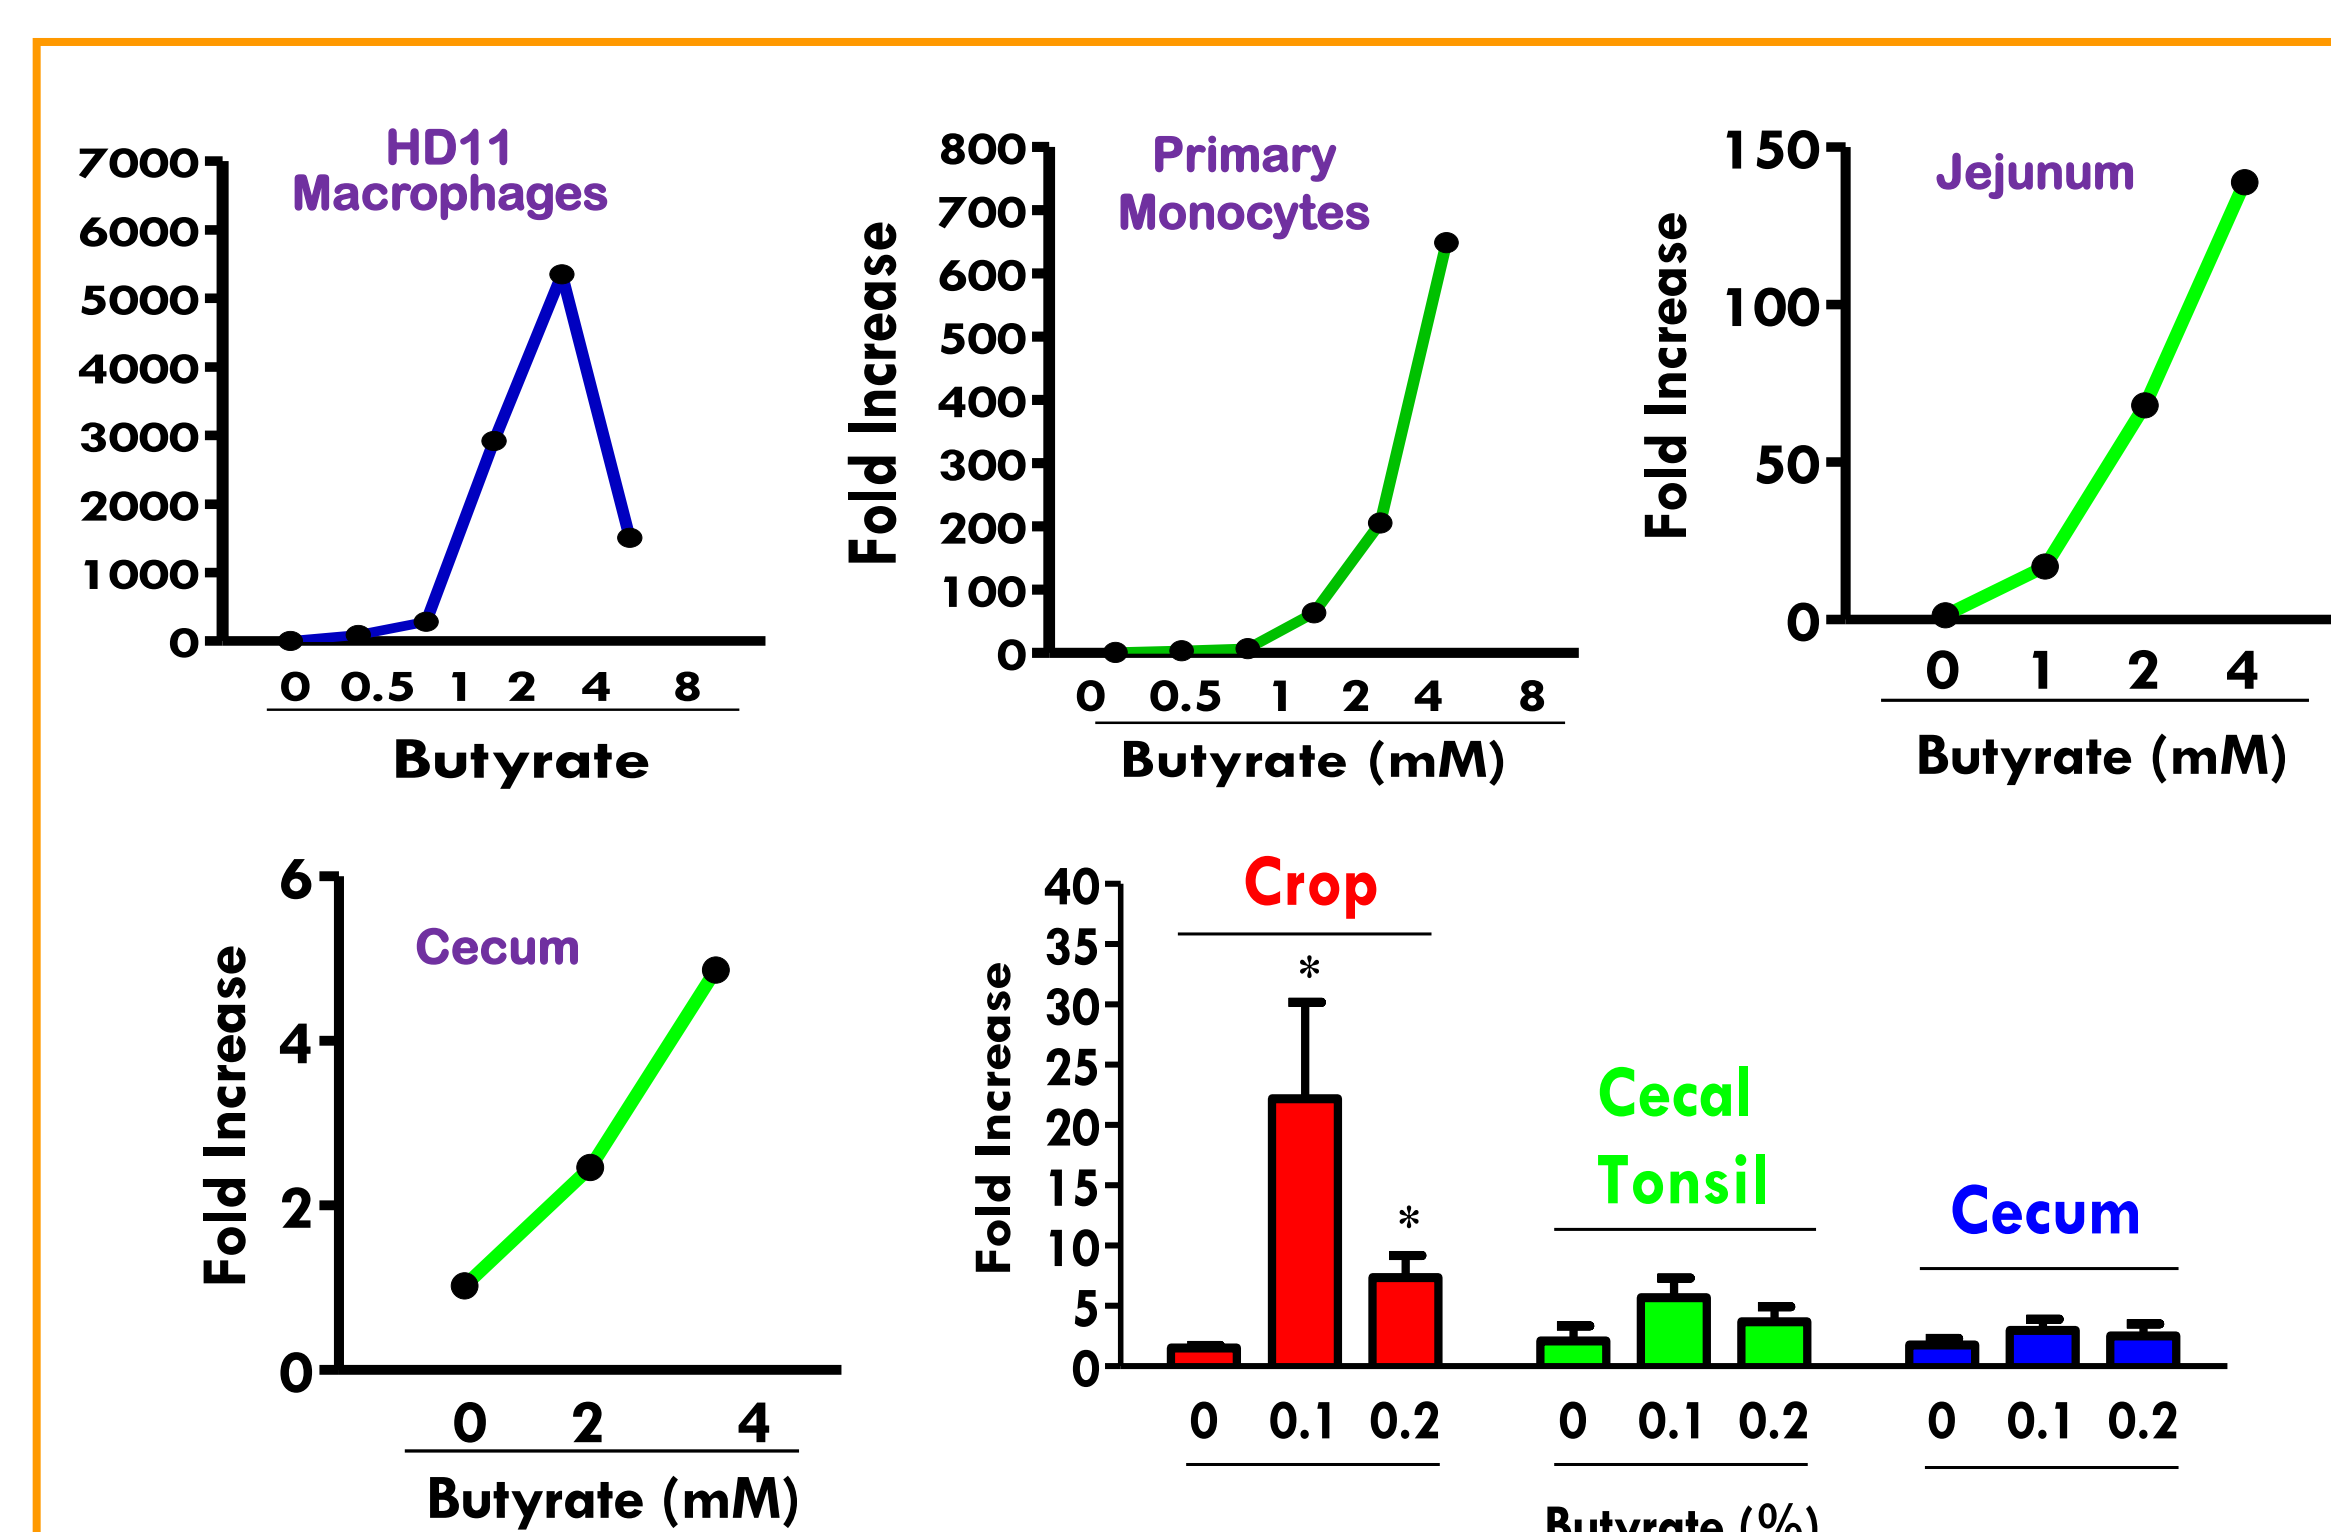 HD11
Macrophages
7000
6000
5000
4000
3000
2000
1000
0
0 0.5 1 2 4 8
Butyrate
Primary
Monocytes
Fold Increase
800
700
600
500
400
300
200
100
0
0 0.5 1 2 4 8
Butyrate (mM)
Jejunum
Fold Increase
150
100
50
0
0 1 2 4
Butyrate (mM)
Cecum
Fold Increase
6
4
2
0
0 2 4
Butyrate (mM)
Crop
Fold Increase
40
35
30
25
20
15
10
5
0
*
*
Cecal
Tonsil
Cecum
0 0.1 0.2 0 0.1 0.2 0 0.1 0.2
Butyrate (%)